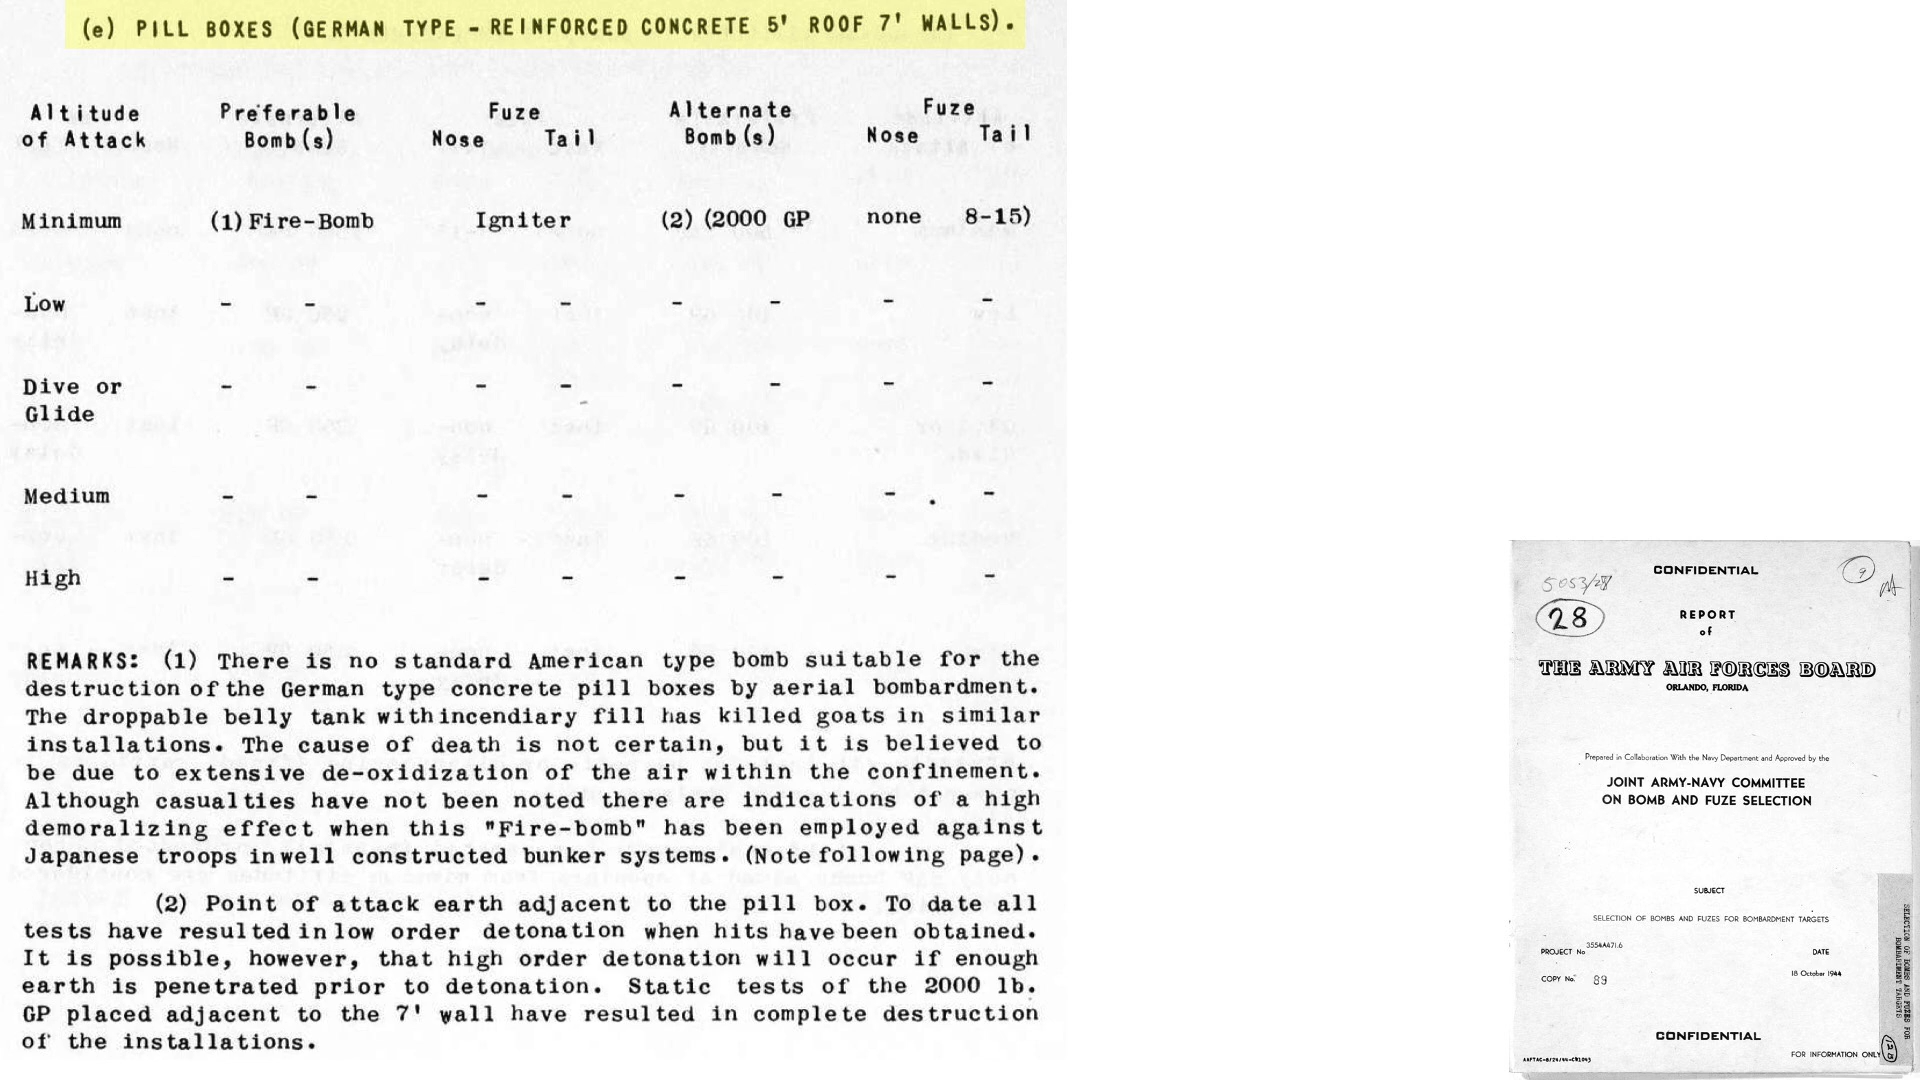 (e) PILL BOXES (GERMAN TYPE - REINFORCED CONCRETE 5' ROOF 7' WALLS).
Altitude of Attack Preferable Bomb(s) Fuze Nose Tail Alternate Bomb(s) Fuze Nose Tail
Minimum (1) Fire-Bomb Igniter (2) (2000 GP none 8-15)
Low - - - - - - - -
Dive or Glide - - - - - - - -
Medium - - - - - - - -
High - - - - - - - -
REMARKS: (1) There is no standard American type bomb suitable for the
destruction of the German type concrete pill boxes by aerial bombardment.
The droppable belly tank with incendiary fill has killed goats in similar
installations. The cause of death is not certain, but it is believed to
be due to extensive de-oxidization of the air within the confinement.
Although casualties have not been noted there are indications of a high
demoralizing effect when this "Fire-bomb" has been employed against
Japanese troops in well constructed bunker systems. (Note following page).
(2) Point of attack earth adjacent to the pill box. To date all
tests have resulted in low order detonation when hits have been obtained.
It is possible, however, that high order detonation will occur if enough
earth is penetrated prior to detonation. Static tests of the 2000 lb.
GP placed adjacent to the 7' wall have resulted in complete destruction
of the installations.
CONFIDENTIAL
9
5053/28
28
REPORT
of
THE ARMY AIR FORCES BOARD
ORLANDO, FLORIDA
Prepared in Collaboration With the Navy Department and Approved by the
JOINT ARMY-NAVY COMMITTEE
ON BOMB AND FUZE SELECTION
SUBJECT
SELECTION OF BOMBS AND FUZES FOR BOMBARDMENT TARGETS
PROJECT No 3554A471.6
DATE
18 October 1944
COPY No. 89
CONFIDENTIAL
FOR INFORMATION ONLY
SELECTION OF BOMBS AND FUZES FOR
BOMBARDMENT TARGETS